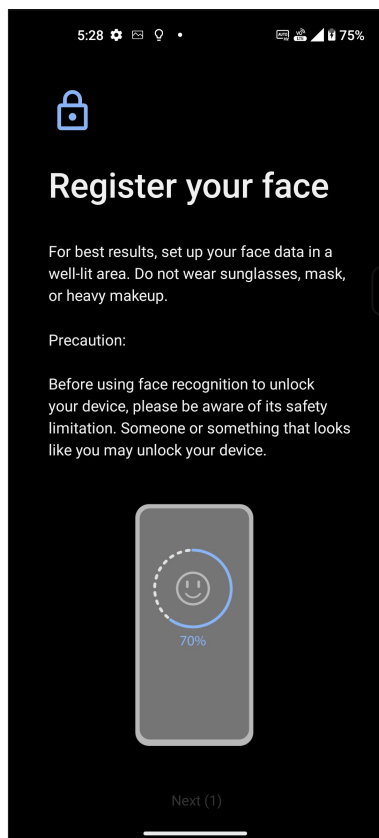 5:28 75%
Register your face
For best results, set up your face data in a
well-lit area. Do not wear sunglasses, mask,
or heavy makeup.
Precaution:
Before using face recognition to unlock
your device, please be aware of its safety
limitation. Someone or something that looks
like you may unlock your device.
70%
Next (1)